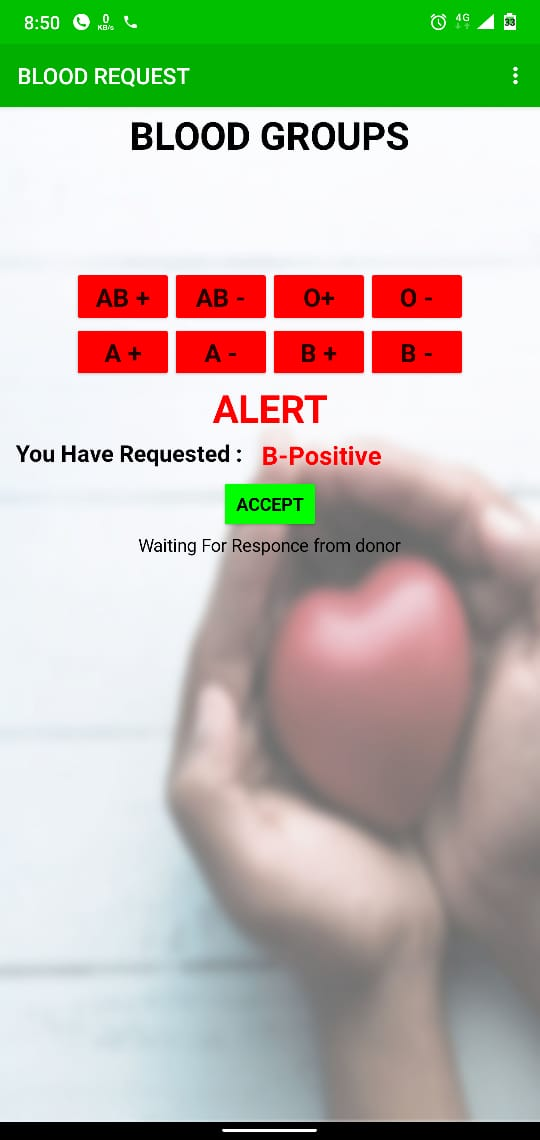 8:50 0 KB/s 4G 33
BLOOD REQUEST
BLOOD GROUPS
AB + AB - O+ O -
A + A - B + B -
ALERT
You Have Requested : B-Positive
ACCEPT
Waiting For Responce from donor